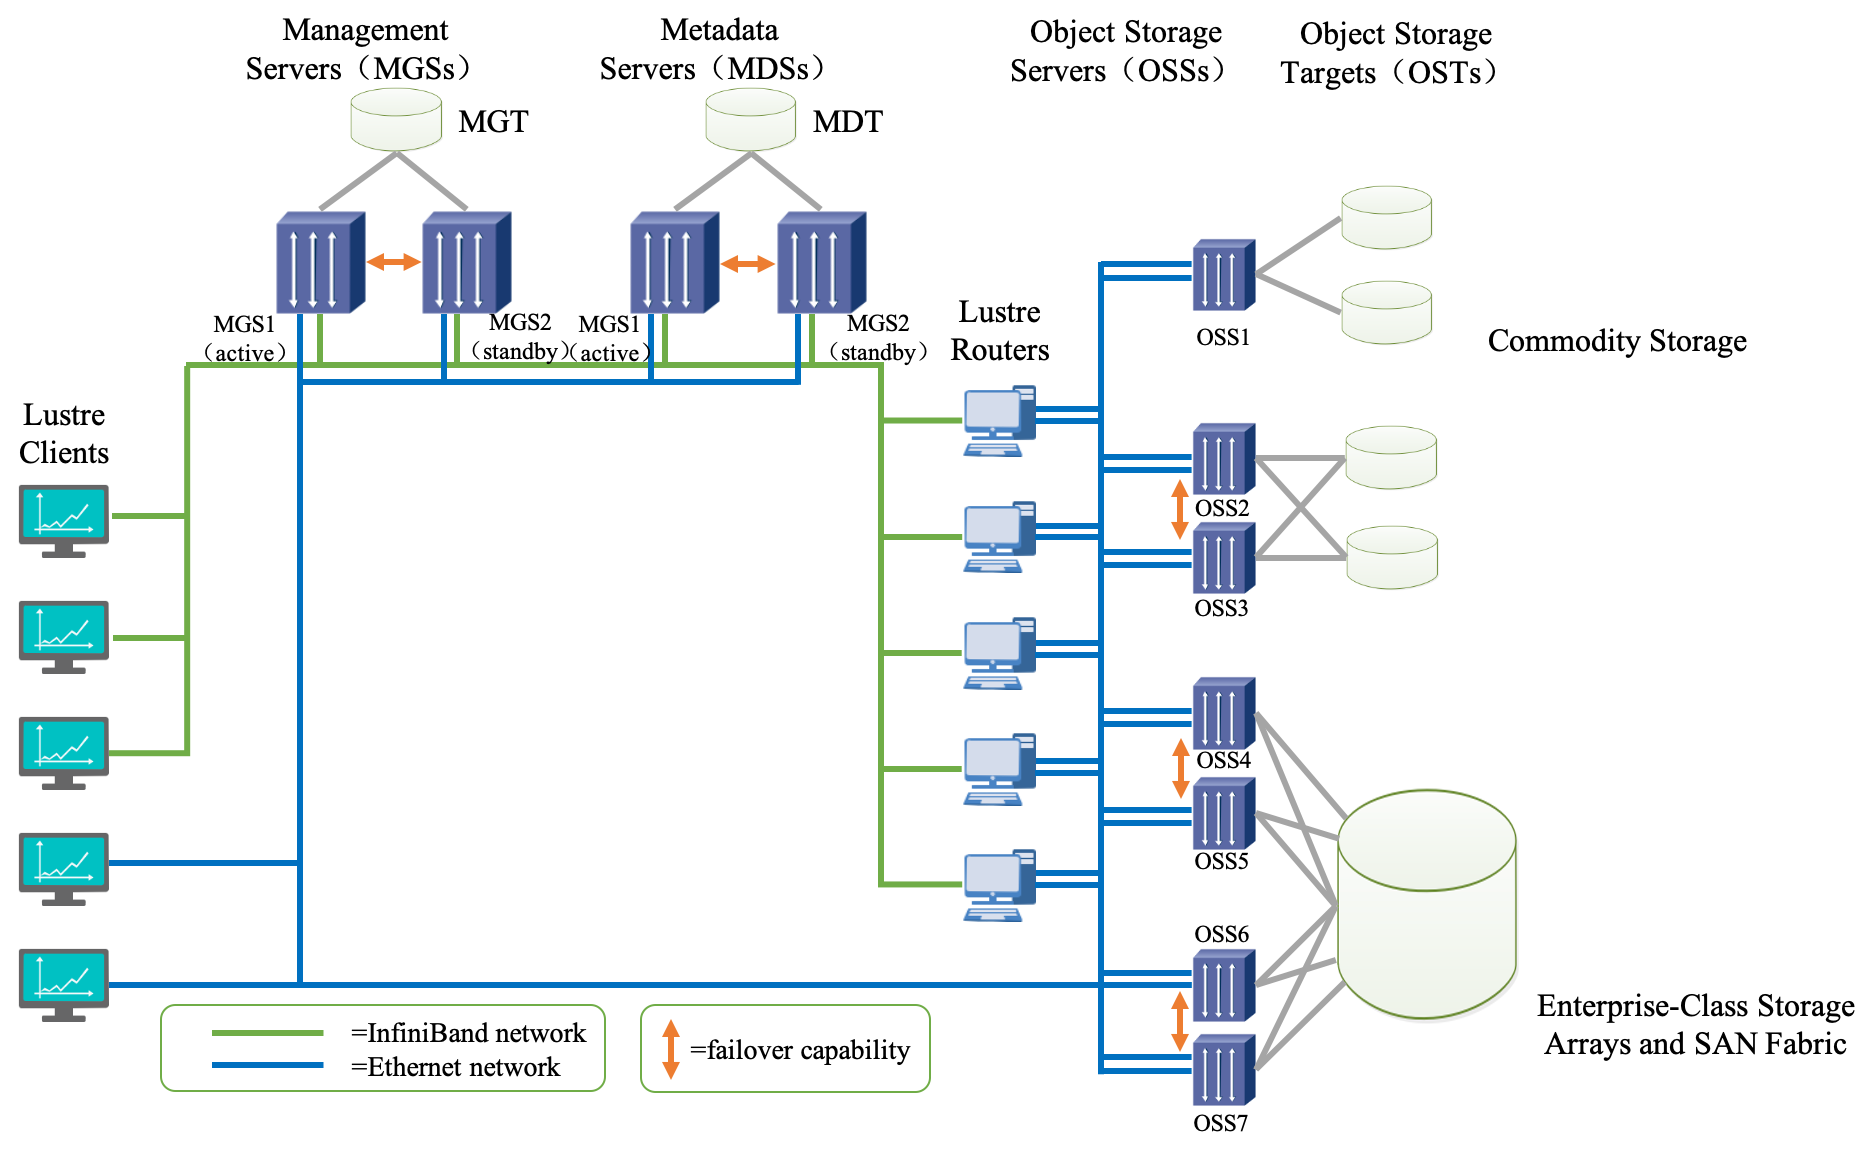 Management
Servers（MGSs）
Metadata
Servers（MDSs）
Object Storage
Servers（OSSs）
Object Storage
Targets（OSTs）
MGT
MDT
MGS1
（active）
MGS2
（standby）
MGS1
（active）
MGS2
（standby）
Lustre
Routers
OSS1
Commodity Storage
Lustre
Clients
OSS2
OSS3
OSS4
OSS5
OSS6
OSS7
Enterprise-Class Storage
Arrays and SAN Fabric
=InfiniBand network
=Ethernet network
=failover capability